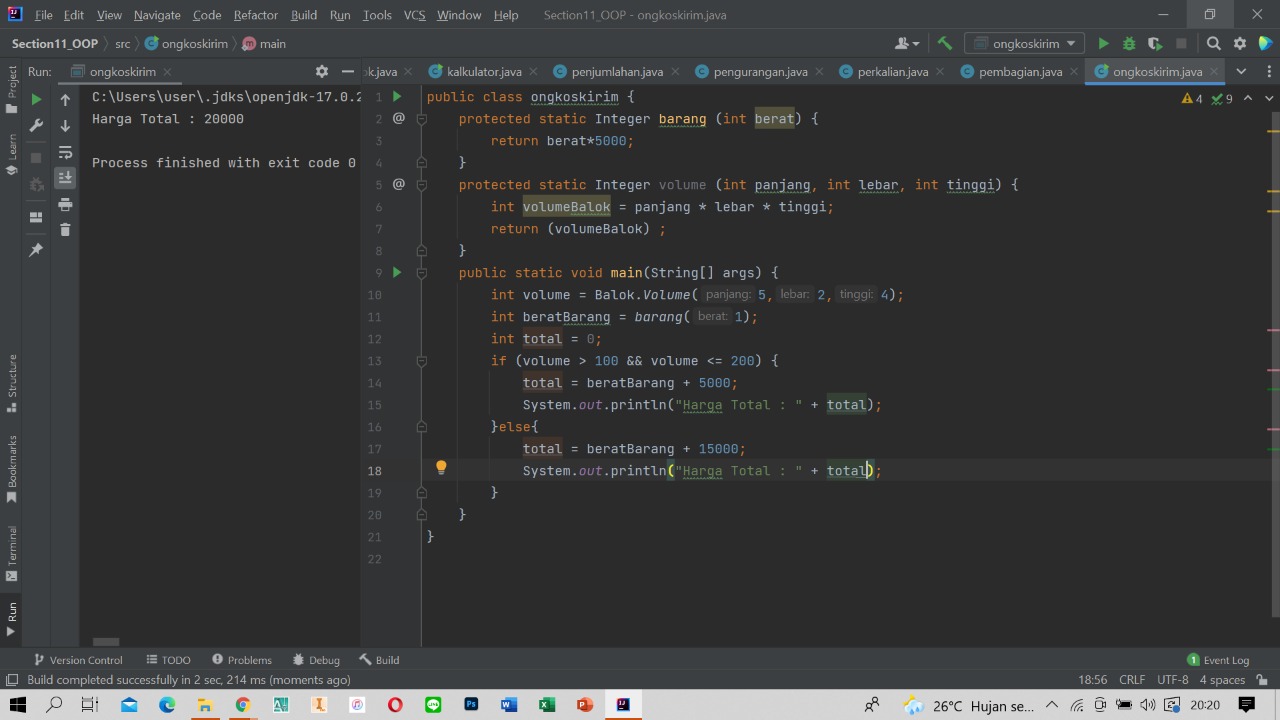 File Edit View Navigate Code Refactor Build Run Tools VCS Window Help Section11_OOP - ongkoskirim.java
Section11_OOP src ongkoskirim main ongkoskirim
Run: ongkoskirim
kalkulator.java penjumlahan.java pengurangan.java perkalian.java pembagian.java ongkoskirim.java
C:\Users\user\.jdks\openjdk-17.0.2
Harga Total : 20000
Process finished with exit code 0
4 9
1 public class ongkoskirim {
2 @ protected static Integer barang (int berat) {
3 return berat*5000;
4 }
5 @ protected static Integer volume (int panjang, int lebar, int tinggi) {
6 int volumeBalok = panjang * lebar * tinggi;
7 return (volumeBalok) ;
8 }
9 public static void main(String[] args) {
10 int volume = Balok.Volume( panjang: 5, lebar: 2, tinggi: 4);
11 int beratBarang = barang( berat: 1);
12 int total = 0;
13 if (volume > 100 && volume <= 200) {
14 total = beratBarang + 5000;
15 System.out.println("Harga Total : " + total);
16 }else{
17 total = beratBarang + 15000;
18 System.out.println("Harga Total : " + total);
19 }
20 }
21 }
22
Project
Learn
Structure
Bookmarks
Terminal
Run
Version Control TODO Problems Debug Build 1 Event Log
Build completed successfully in 2 sec, 214 ms (moments ago) 18:56 CRLF UTF-8 4 spaces
26°C Hujan se... 20:20